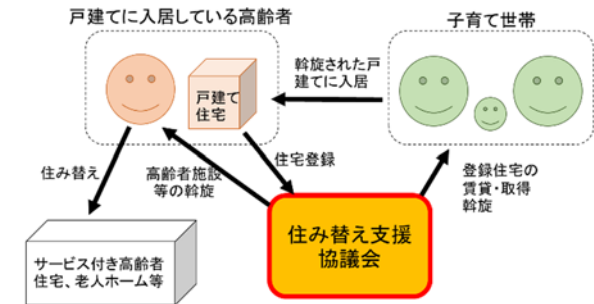 戸建てに入居している高齢者
子育て世帯
戸建て
住宅
斡旋された戸
建てに入居
住み替え
高齢者施設
等の斡旋
住宅登録
登録住宅の
賃貸・取得
斡旋
住み替え支援
協議会
サービス付き高齢者
住宅、老人ホーム等